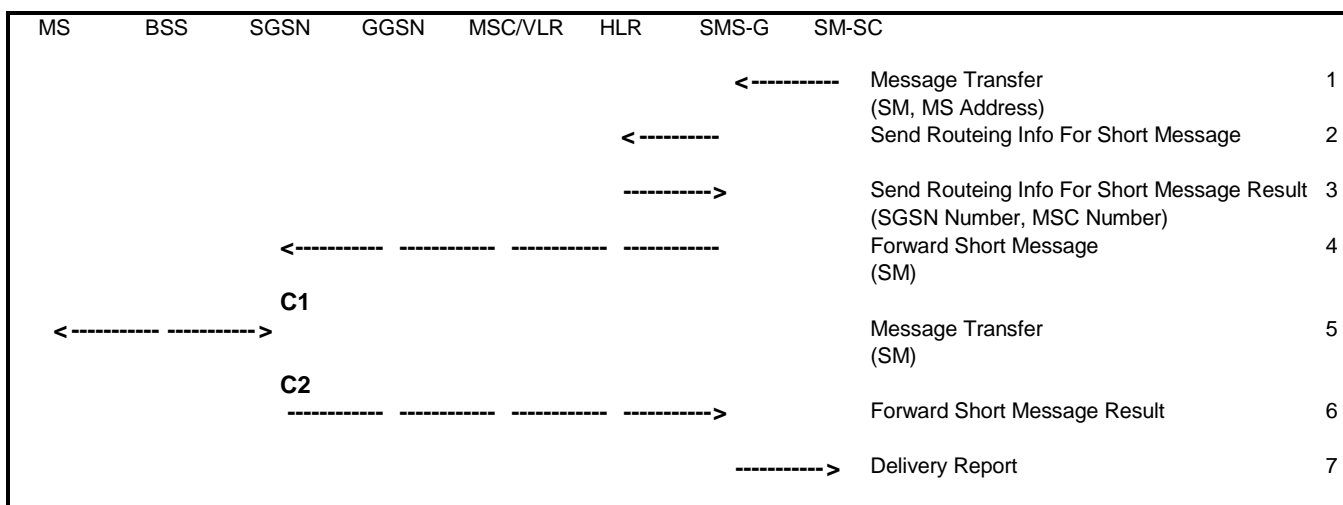 MS BSS SGSN GGSN MSC/VLR HLR SMS-G SM-SC
Message Transfer 1
(SM, MS Address)
Send Routeing Info For Short Message 2
Send Routeing Info For Short Message Result 3
(SGSN Number, MSC Number)
Forward Short Message 4
(SM)
C1
Message Transfer 5
(SM)
C2
Forward Short Message Result 6
Delivery Report 7